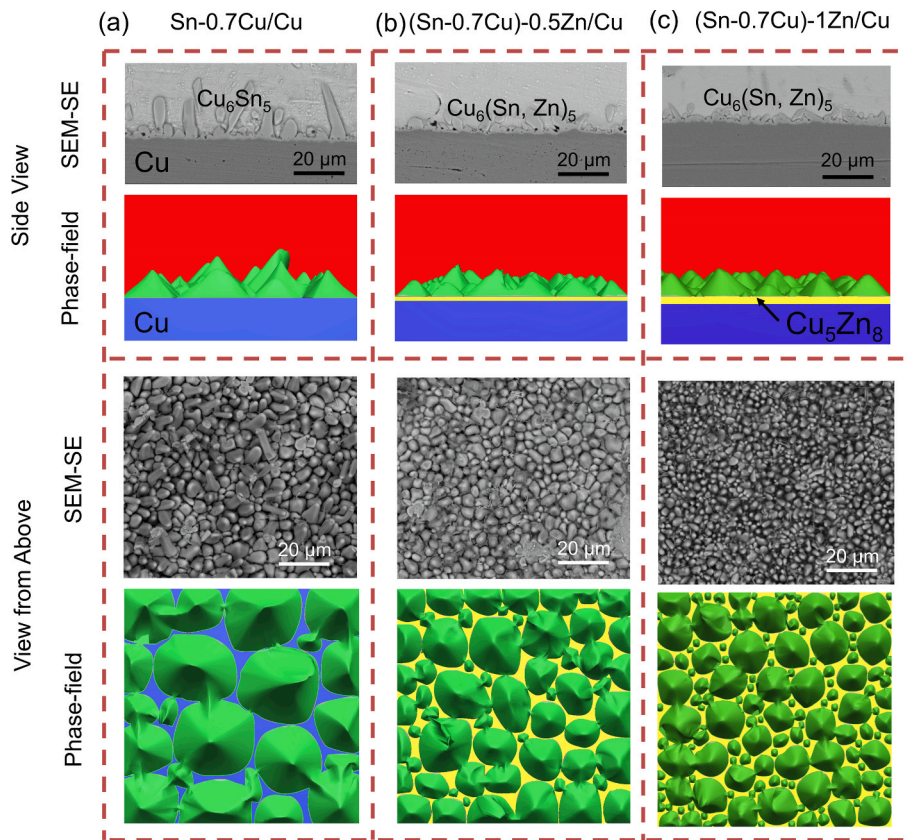 (a) Sn-0.7Cu/Cu
(b) (Sn-0.7Cu)-0.5Zn/Cu
(c) (Sn-0.7Cu)-1Zn/Cu
Side View
SEM-SE
Cu₆Sn₅
Cu
20 µm
Cu₆(Sn, Zn)₅
20 µm
Cu₆(Sn, Zn)₅
20 µm
Phase-field
Cu
Cu₅Zn₈
View from Above
SEM-SE
20 µm
20 µm
20 µm
Phase-field